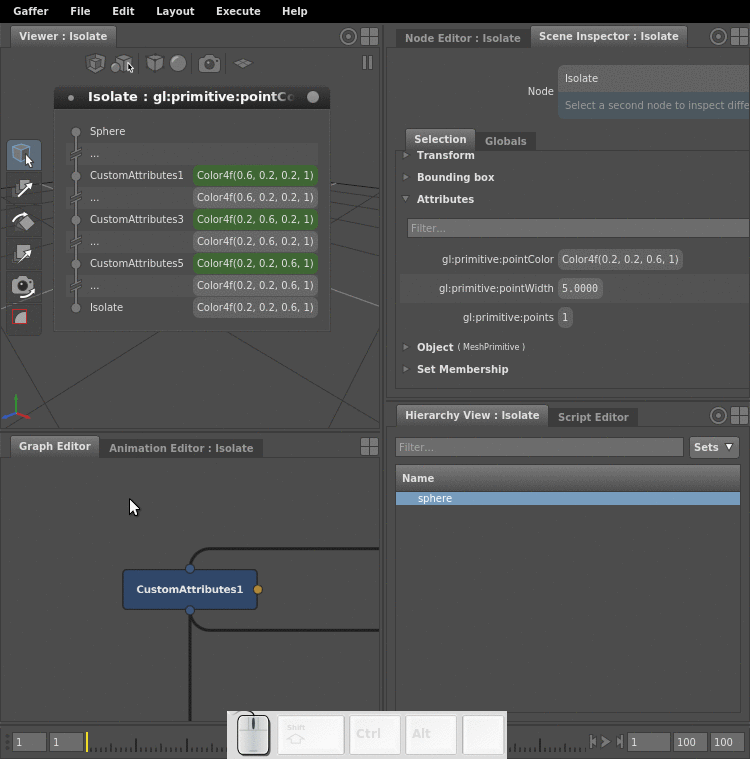 Gaffer File Edit Layout Execute Help
Viewer : Isolate
Isolate : gl:primitive:pointC
Sphere
...
CustomAttributes1 Color4f(0.6, 0.2, 0.2, 1)
... Color4f(0.6, 0.2, 0.2, 1)
CustomAttributes3 Color4f(0.2, 0.6, 0.2, 1)
... Color4f(0.2, 0.6, 0.2, 1)
CustomAttributes5 Color4f(0.2, 0.2, 0.6, 1)
... Color4f(0.2, 0.2, 0.6, 1)
Isolate Color4f(0.2, 0.2, 0.6, 1)
Node Editor : Isolate Scene Inspector : Isolate
Node Isolate
Select a second node to inspect diffe
Selection Globals
Transform
Bounding box
Attributes
Filter...
gl:primitive:pointColor Color4f(0.2, 0.2, 0.6, 1)
gl:primitive:pointWidth 5.0000
gl:primitive:points 1
Object ( MeshPrimitive )
Set Membership
Graph Editor Animation Editor : Isolate
CustomAttributes1
Hierarchy View : Isolate Script Editor
Filter... Sets
Name
sphere
Shift Ctrl Alt
1 1 1 100 100